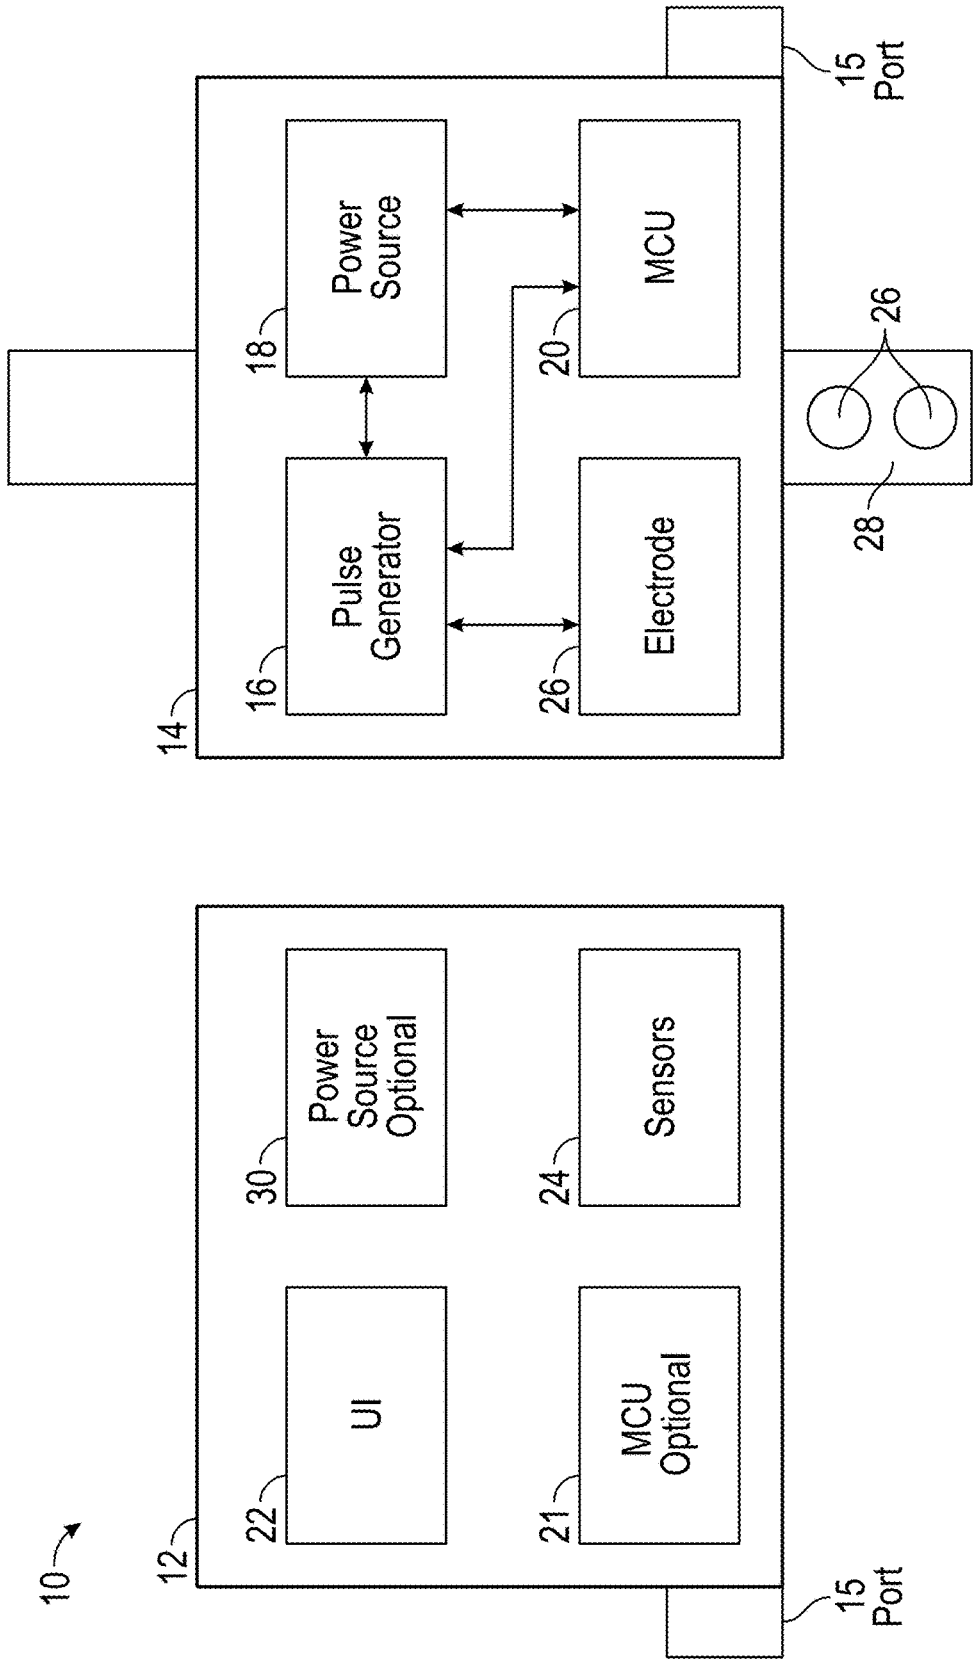 10
12
22
UI
30
Power
Source
Optional
21
MCU
Optional
24
Sensors
15
Port
14
16
Pulse
Generator
18
Power
Source
26
Electrode
20
MCU
28
26
15
Port